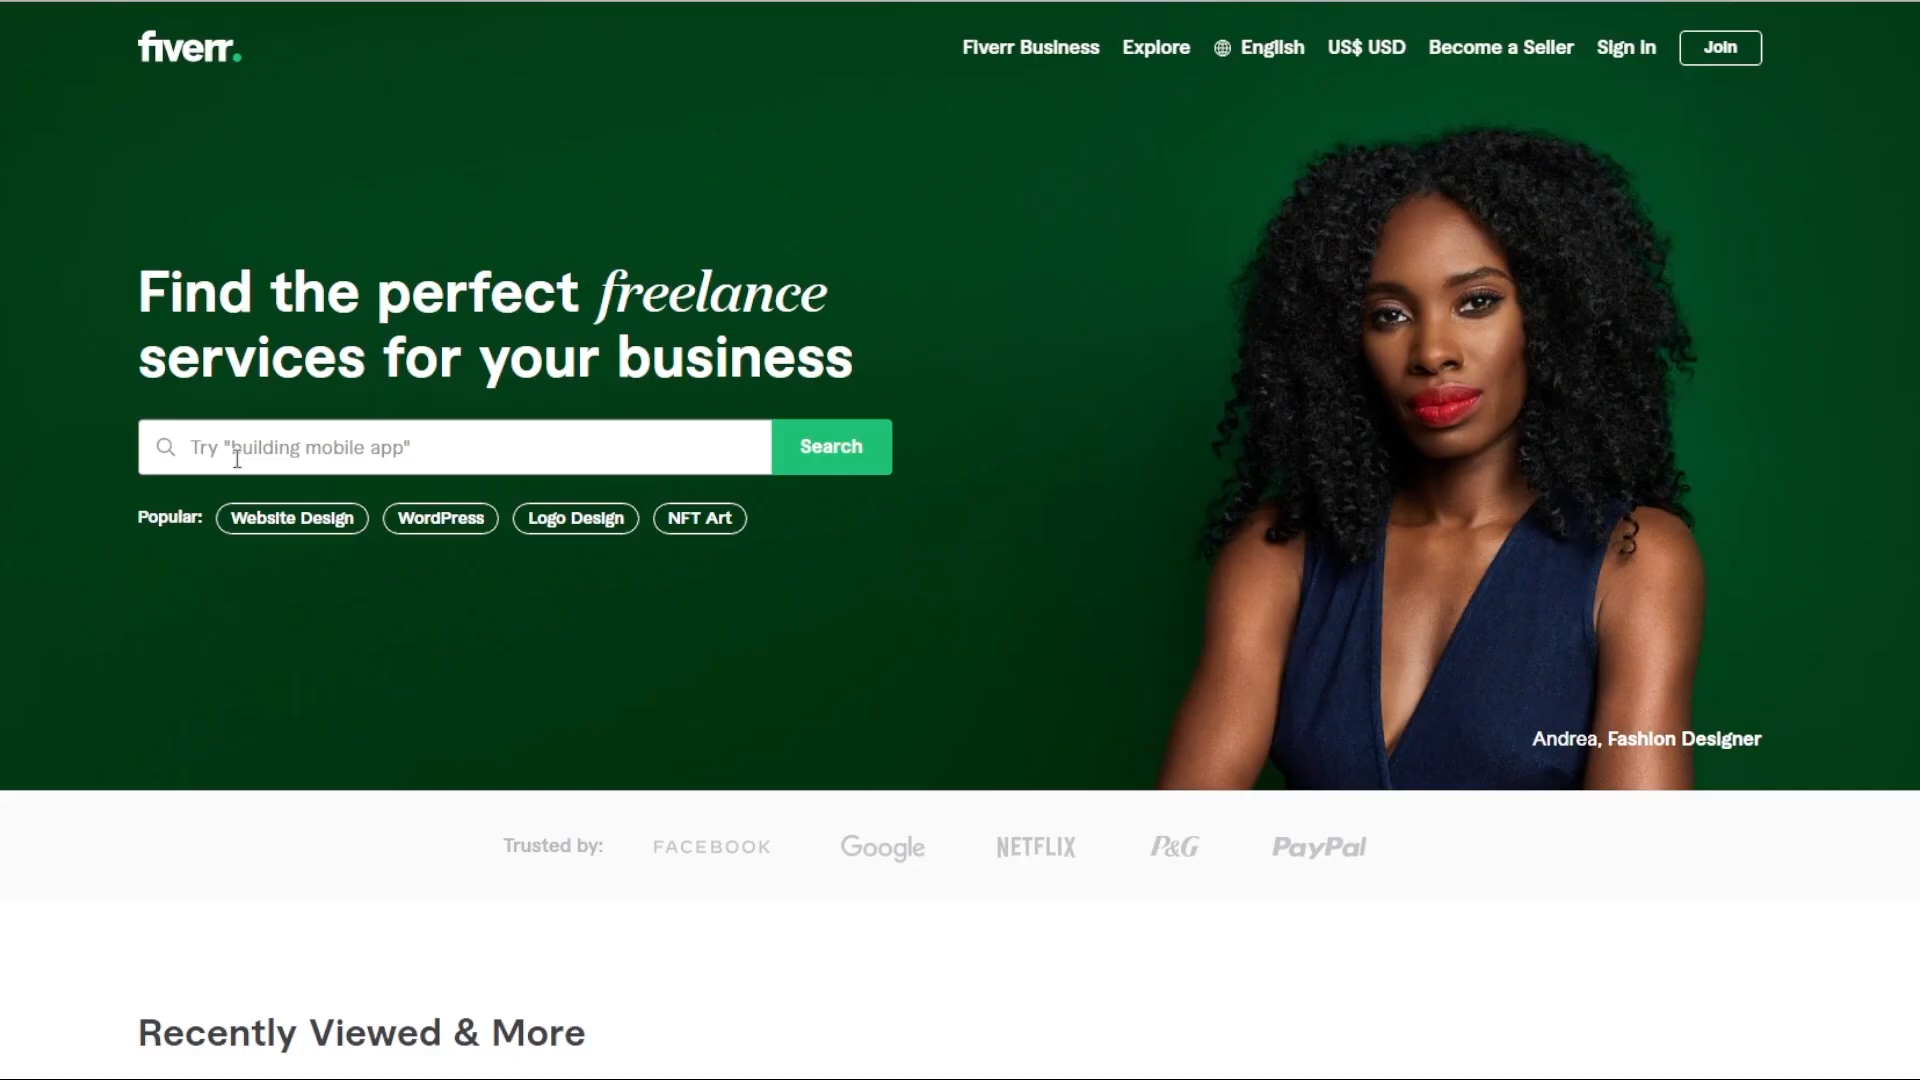 fiverr.
Fiverr Business Explore English US$ USD Become a Seller Sign in Join
Find the perfect freelance
services for your business
Try "building mobile app" Search
Popular: Website Design WordPress Logo Design NFT Art
Andrea, Fashion Designer
Trusted by: FACEBOOK Google NETFLIX P&G PayPal
Recently Viewed & More